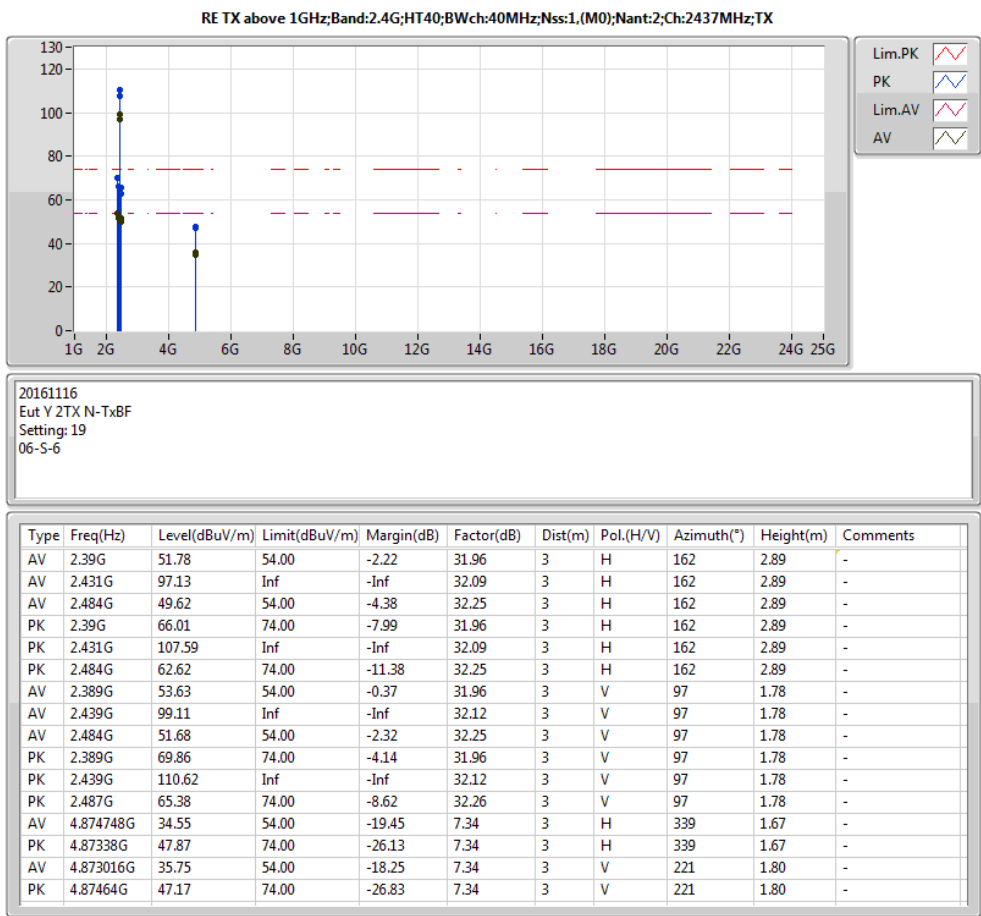 RE TX above 1GHz;Band:2.4G;HT40;BWch:40MHz;Nss:1,(M0);Nant:2;Ch:2437MHz;TX
130
120
100
80
60
40
20
0
1G 2G 4G 6G 8G 10G 12G 14G 16G 18G 20G 22G 24G 25G
Lim.PK
PK
Lim.AV
AV
20161116
Eut Y 2TX N-TxBF
Setting: 19
06-S-6
Type Freq(Hz) Level(dBuV/m) Limit(dBuV/m) Margin(dB) Factor(dB) Dist(m) Pol.(H/V) Azimuth(°) Height(m) Comments
AV 2.39G 51.78 54.00 -2.22 31.96 3 H 162 2.89 -
AV 2.431G 97.13 Inf -Inf 32.09 3 H 162 2.89 -
AV 2.484G 49.62 54.00 -4.38 32.25 3 H 162 2.89 -
PK 2.39G 66.01 74.00 -7.99 31.96 3 H 162 2.89 -
PK 2.431G 107.59 Inf -Inf 32.09 3 H 162 2.89 -
PK 2.484G 62.62 74.00 -11.38 32.25 3 H 162 2.89 -
AV 2.389G 53.63 54.00 -0.37 31.96 3 V 97 1.78 -
AV 2.439G 99.11 Inf -Inf 32.12 3 V 97 1.78 -
AV 2.484G 51.68 54.00 -2.32 32.25 3 V 97 1.78 -
PK 2.389G 69.86 74.00 -4.14 31.96 3 V 97 1.78 -
PK 2.439G 110.62 Inf -Inf 32.12 3 V 97 1.78 -
PK 2.487G 65.38 74.00 -8.62 32.26 3 V 97 1.78 -
AV 4.874748G 34.55 54.00 -19.45 7.34 3 H 339 1.67 -
PK 4.87338G 47.87 74.00 -26.13 7.34 3 H 339 1.67 -
AV 4.873016G 35.75 54.00 -18.25 7.34 3 V 221 1.80 -
PK 4.87464G 47.17 74.00 -26.83 7.34 3 V 221 1.80 -